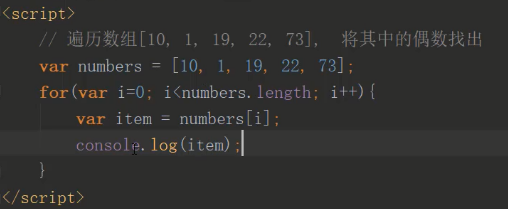 <script>
// 遍历数组[10, 1, 19, 22, 73], 将其中的偶数找出
var numbers = [10, 1, 19, 22, 73];
for(var i=0; i<numbers.length; i++){
var item = numbers[i];
console.log(item);
}
</script>